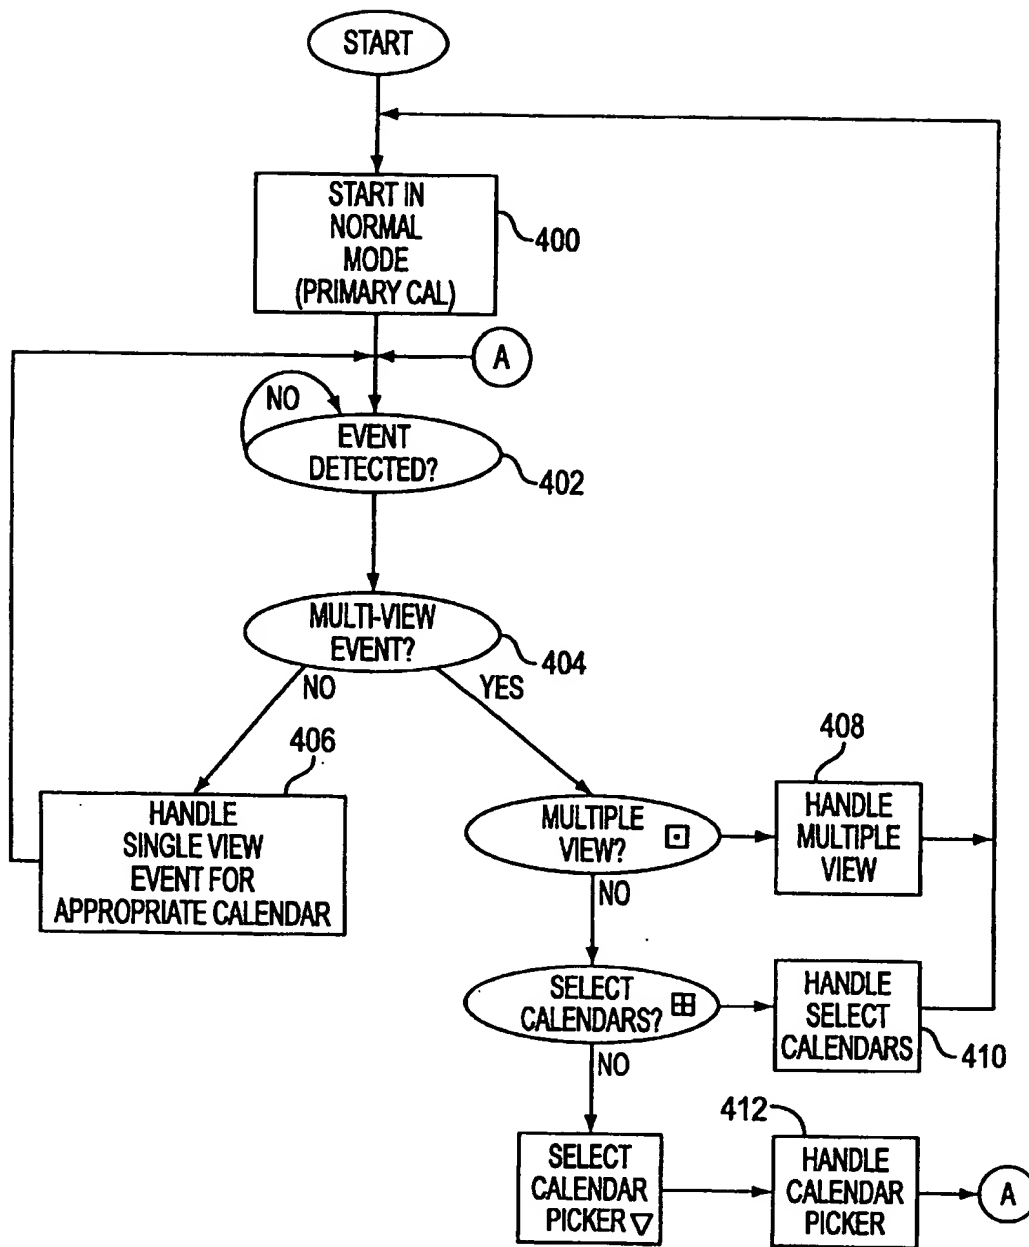 START
START IN
NORMAL
MODE
(PRIMARY CAL)
400
A
NO
EVENT
DETECTED?
402
MULTI-VIEW
EVENT?
404
NO
YES
406
HANDLE
SINGLE VIEW
EVENT FOR
APPROPRIATE CALENDAR
MULTIPLE
VIEW?
408
HANDLE
MULTIPLE
VIEW
NO
SELECT
CALENDARS?
HANDLE
SELECT
CALENDARS
410
NO
SELECT
CALENDAR
PICKER
412
HANDLE
CALENDAR
PICKER
A